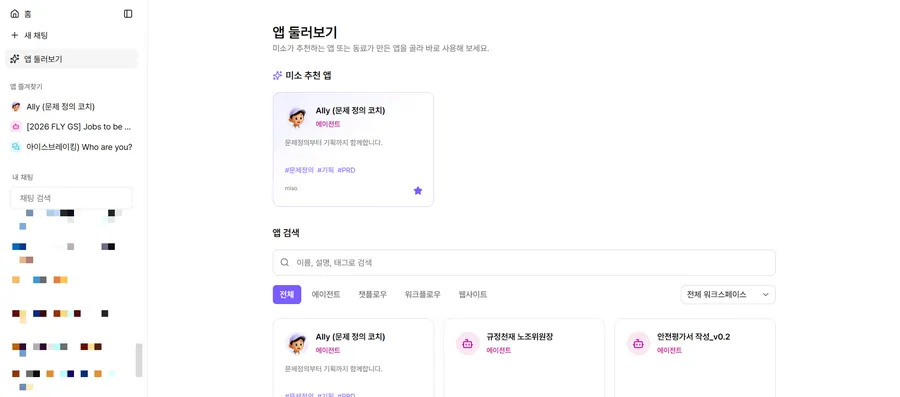 홈
새 채팅
앱 둘러보기
앱 즐겨찾기
Ally (문제 정의 코치)
[2026 FLY GS] Jobs to be ...
아이스브레이킹) Who are you?
내 채팅
채팅 검색
앱 둘러보기
미소가 추천하는 앱 또는 동료가 만든 앱을 골라 바로 사용해 보세요.
미소 추천 앱
Ally (문제 정의 코치)
에이전트
문제정의부터 기획까지 함께합니다.
#문제정의 #기획 #PRD
miso
앱 검색
이름, 설명, 태그로 검색
전체 에이전트 챗플로우 워크플로우 웹사이트 전체 워크스페이스
Ally (문제 정의 코치)
에이전트
문제정의부터 기획까지 함께합니다.
#문제정의 #기획 #PRD
규정천재 노조위원장
에이전트
안전평가서 작성_v0.2
에이전트